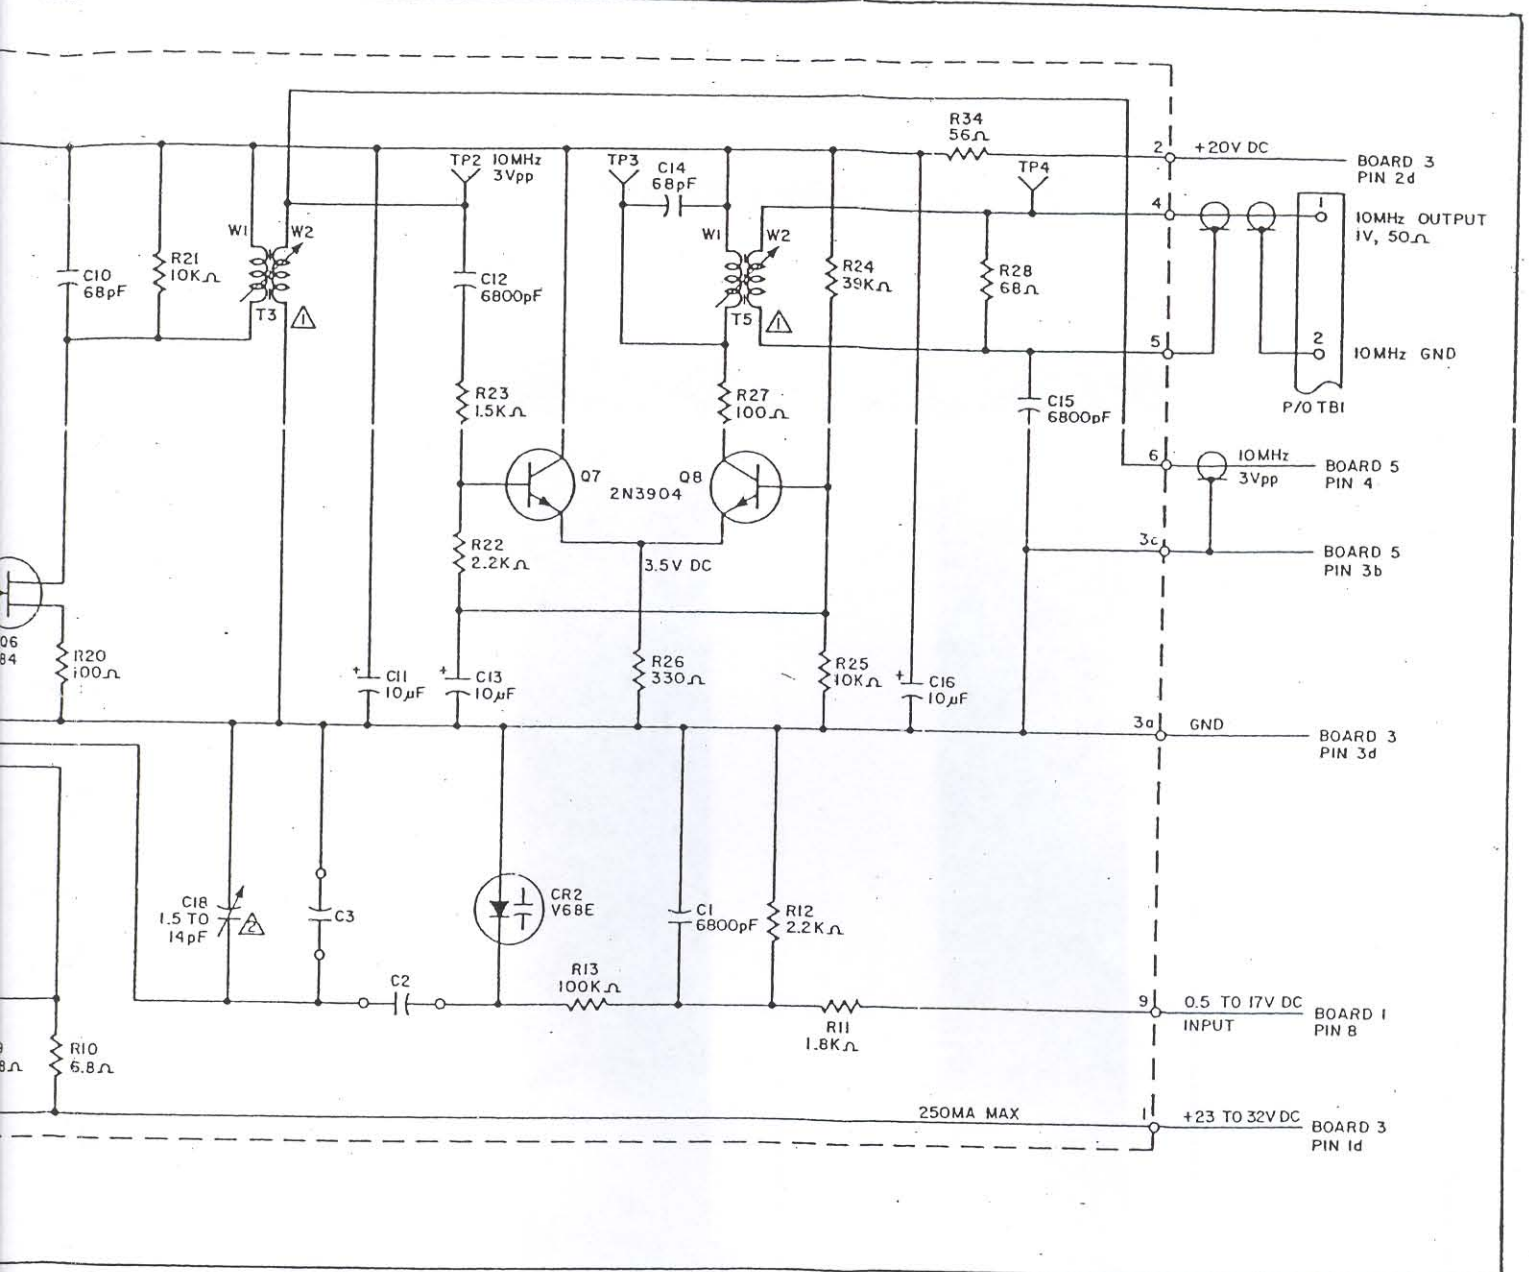 R34
56Ω
2
+20V DC
BOARD 3
PIN 2d
TP2
10MHz
3Vpp
TP3
C14
68pF
TP4
4
1
10MHz OUTPUT
1V, 50Ω
W1
W2
R21
10KΩ
C10
68pF
T3
1
C12
6800pF
W1
W2
T5
1
R24
39KΩ
R28
68Ω
5
2
10MHz GND
P/O TB1
R23
1.5KΩ
R27
100Ω
C15
6800pF
6
10MHz
3Vpp
BOARD 5
PIN 4
Q7
Q8
2N3904
R22
2.2KΩ
3.5V DC
3c
BOARD 5
PIN 3b
Q6
84
R20
100Ω
C11
10µF
+
C13
10µF
+
R26
330Ω
R25
10KΩ
+
C16
10µF
3a
GND
BOARD 3
PIN 3d
C18
1.5 TO
14pF
2
C3
CR2
V68E
C1
6800pF
R12
2.2KΩ
C2
R13
100KΩ
R11
1.8KΩ
9
0.5 TO 17V DC
INPUT
BOARD 1
PIN 8
9
8Ω
R10
6.8Ω
250MA MAX
1
+23 TO 32V DC
BOARD 3
PIN 1d